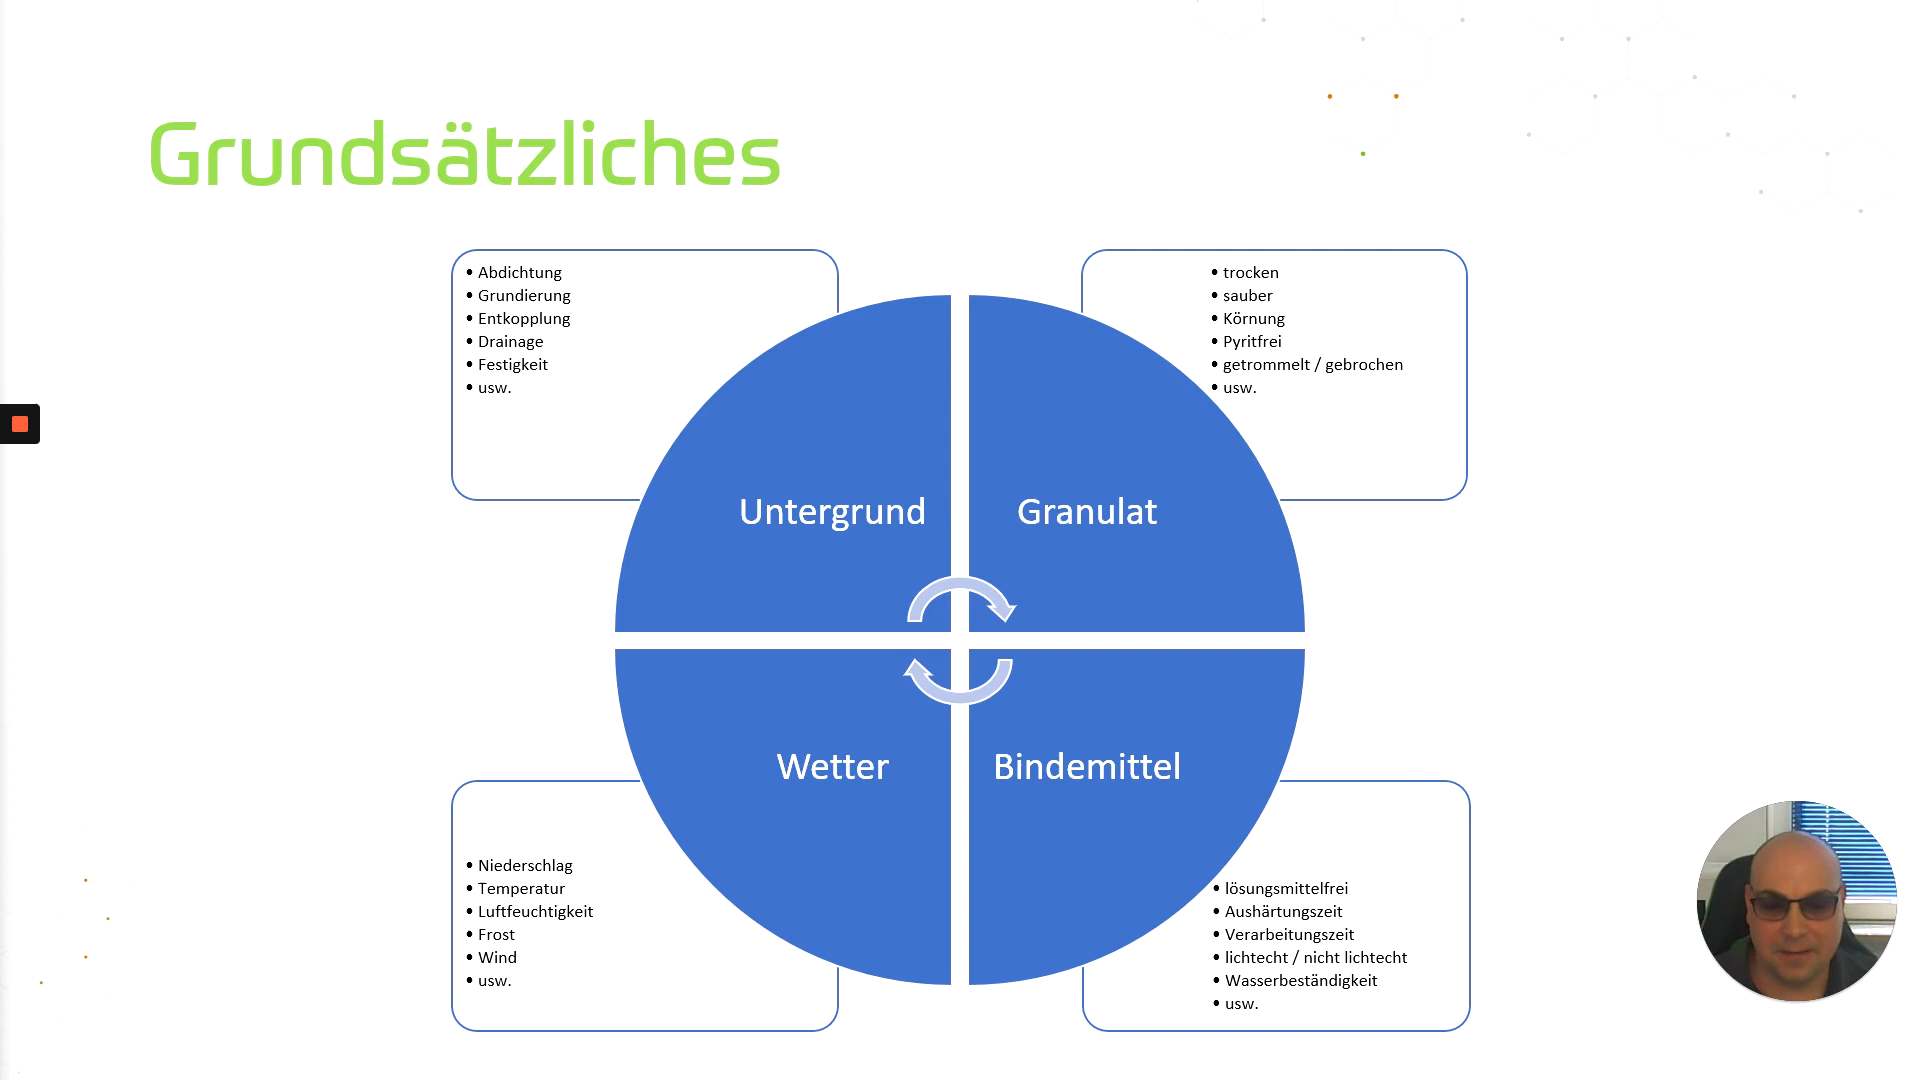 Grundsätzliches
• Abdichtung
• Grundierung
• Entkopplung
• Drainage
• Festigkeit
• usw.
• trocken
• sauber
• Körnung
• Pyritfrei
• getrommelt / gebrochen
• usw.
Untergrund
Granulat
Wetter
Bindemittel
• Niederschlag
• Temperatur
• Luftfeuchtigkeit
• Frost
• Wind
• usw.
• lösungsmittelfrei
• Aushärtungszeit
• Verarbeitungszeit
• lichtecht / nicht lichtecht
• Wasserbeständigkeit
• usw.